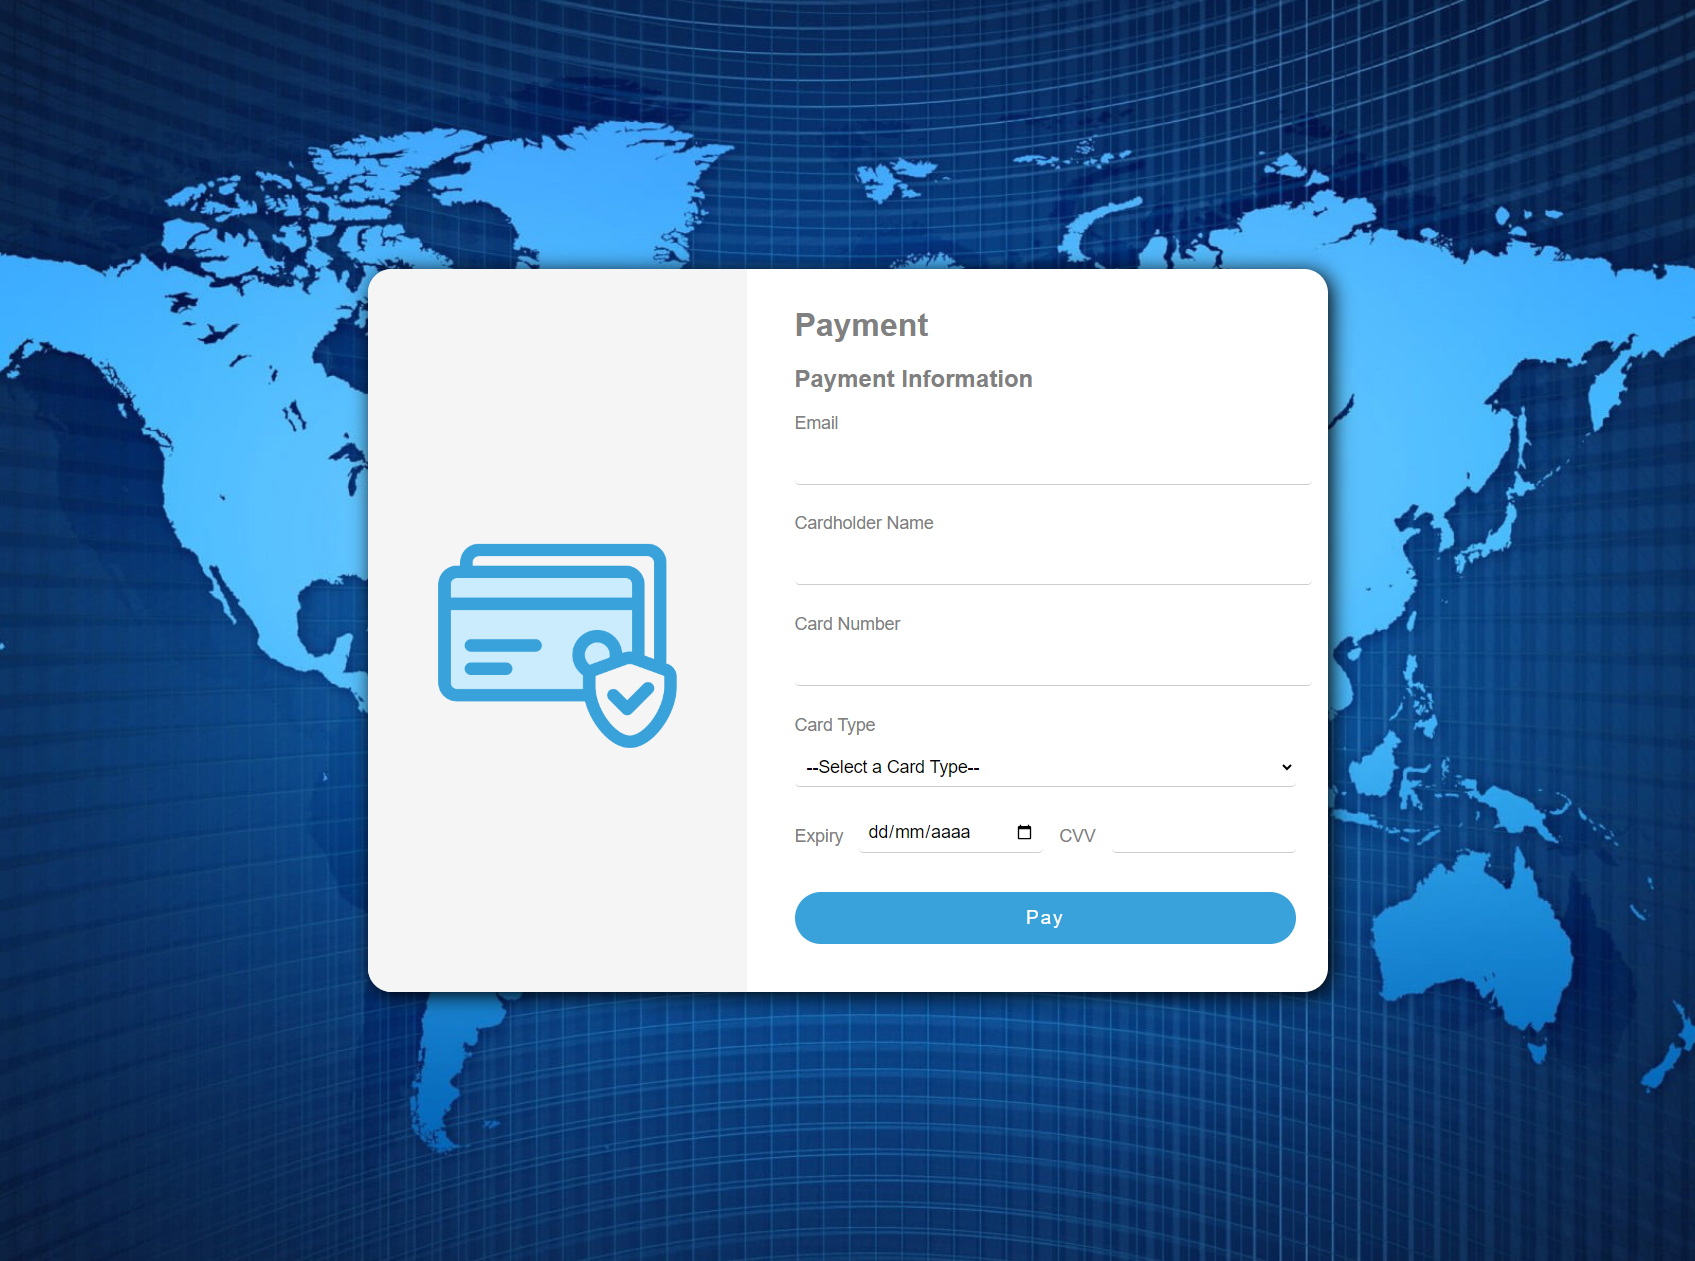 Payment
Payment Information
Email
Cardholder Name
Card Number
Card Type
--Select a Card Type--
Expiry dd/mm/aaaa CVV
Pay